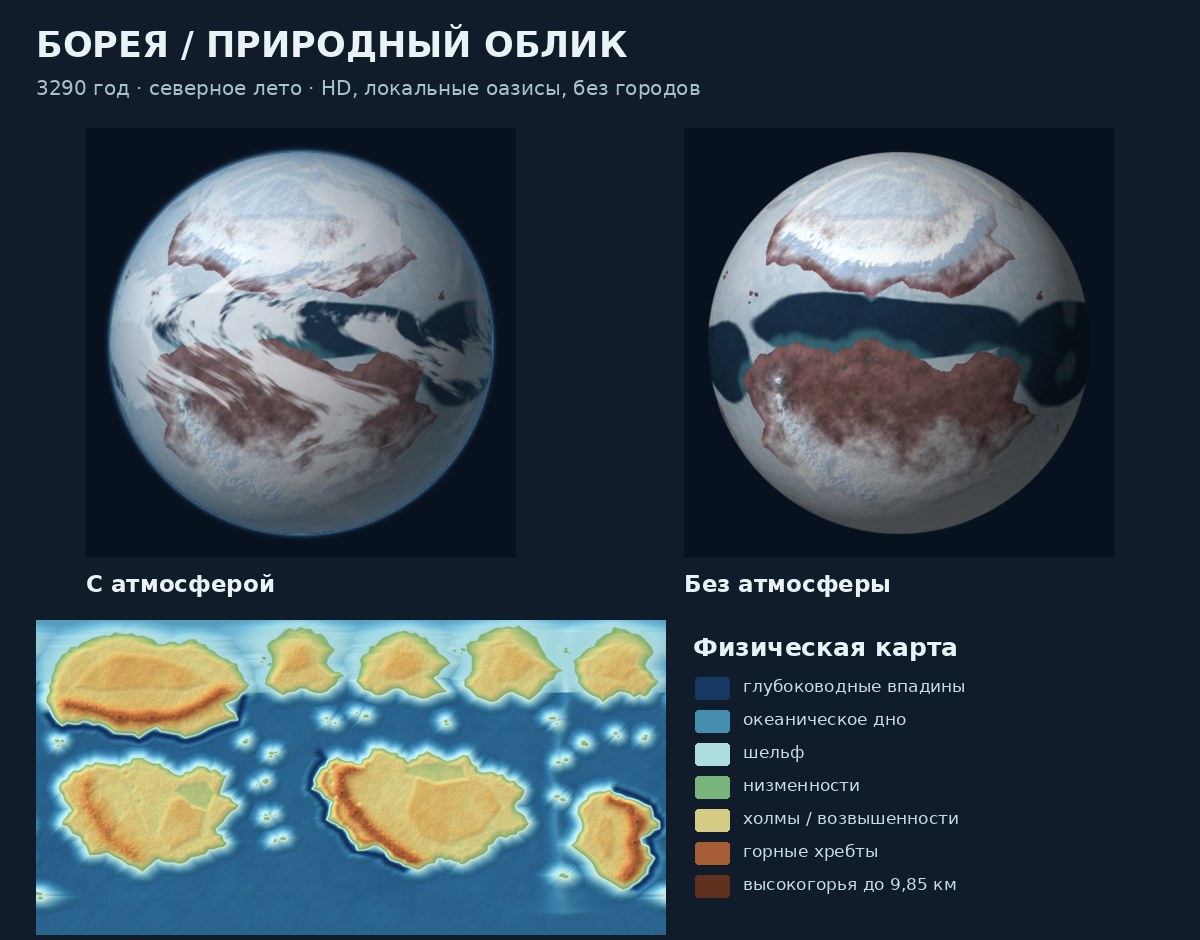 БОРЕЯ / ПРИРОДНЫЙ ОБЛИК
3290 год · северное лето · HD, локальные оазисы, без городов
С атмосферой
Без атмосферы
Физическая карта
глубоководные впадины
океаническое дно
шельф
низменности
холмы / возвышенности
горные хребты
высокогорья до 9,85 км